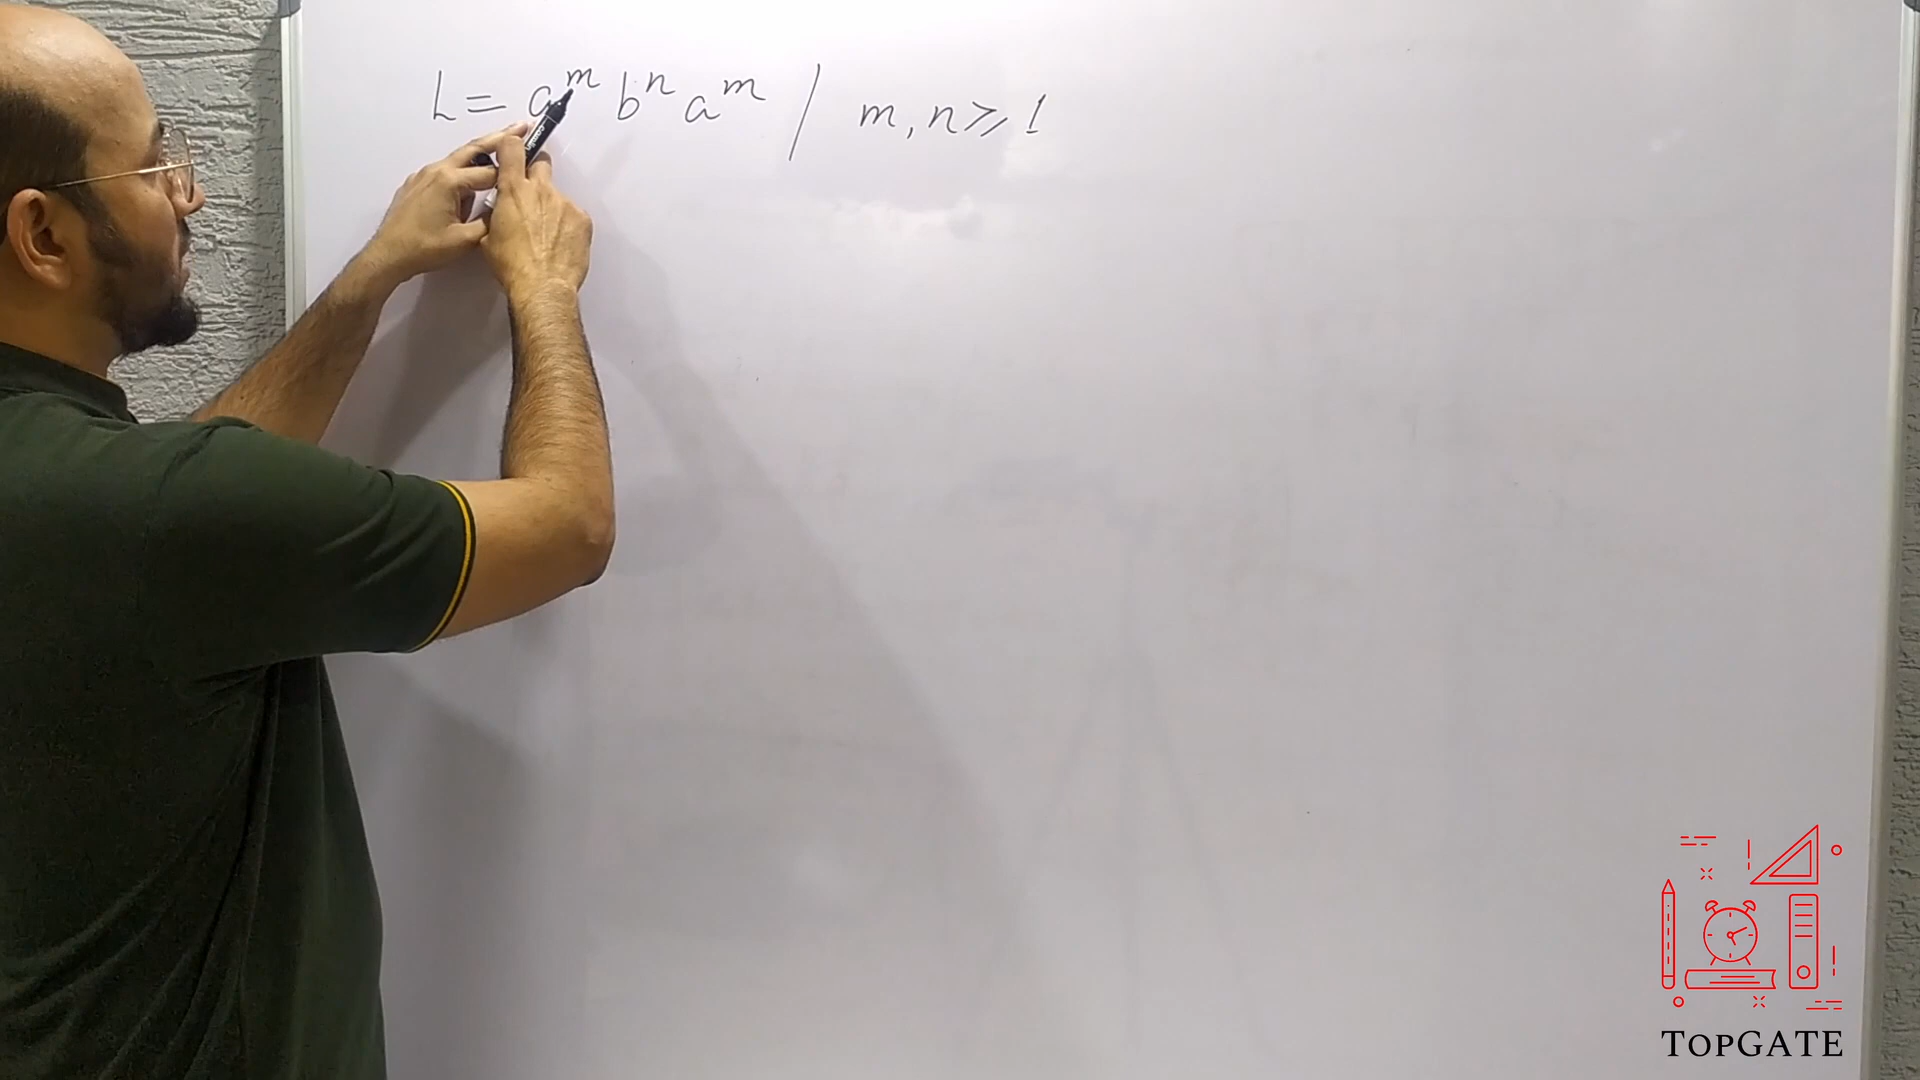 L = a^m b^n a^m / m, n ≥ 1
TOPGATE